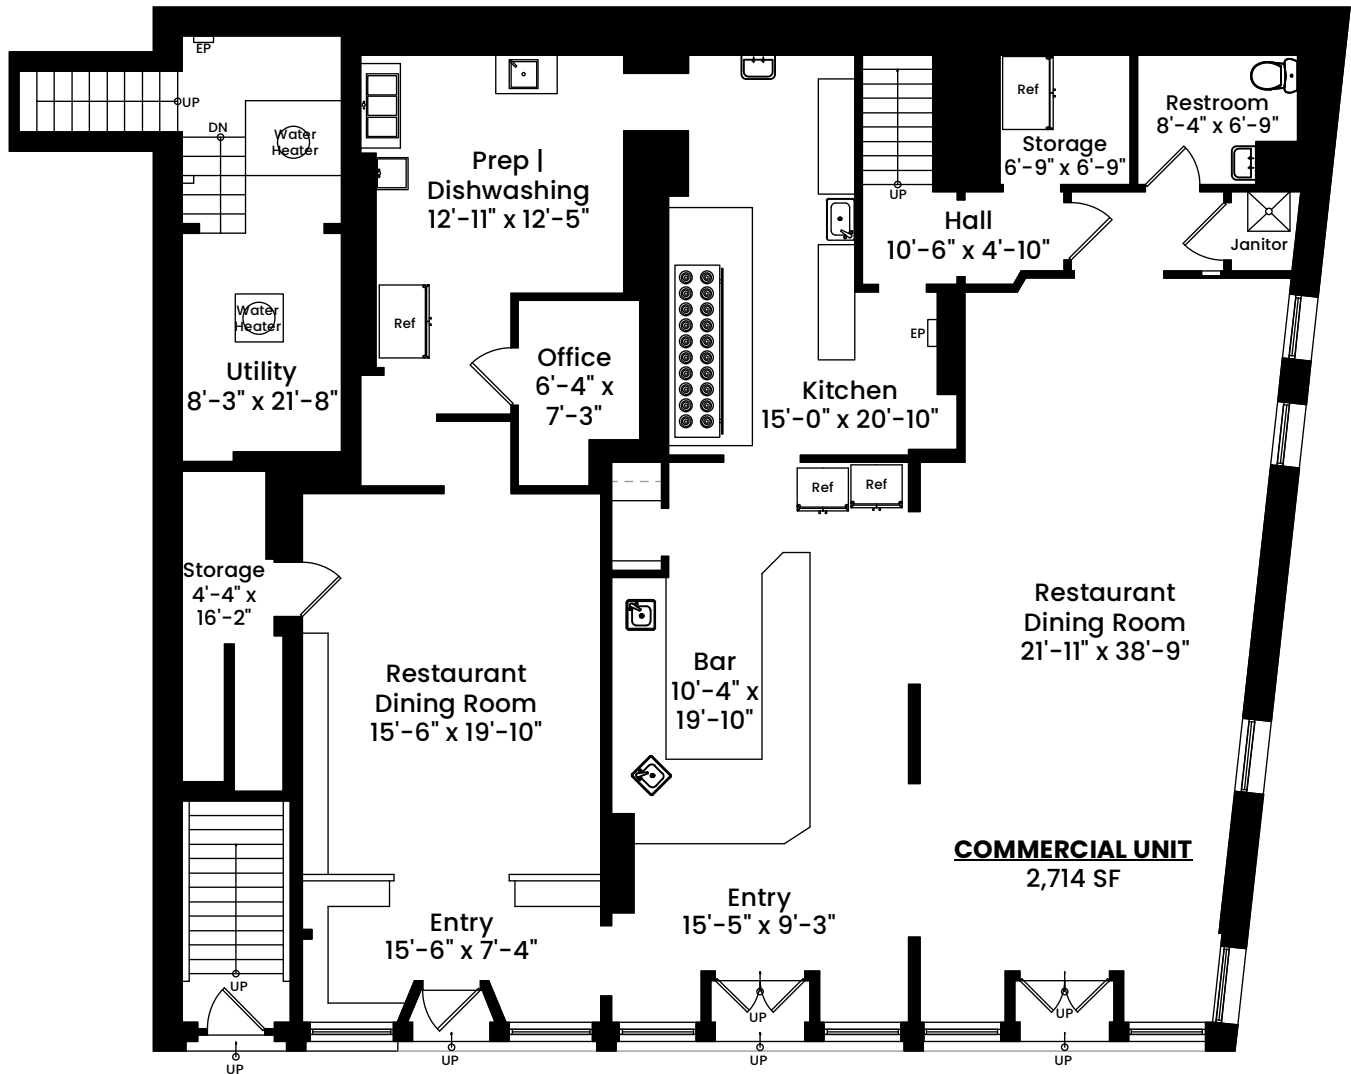 EP
UP
DN
Water
Heater
Prep |
Dishwashing
12'-11" x 12'-5"
Ref
Restroom
8'-4" x 6'-9"
Storage
6'-9" x 6'-9"
UP
Hall
10'-6" x 4'-10"
Janitor
Water
Heater
Ref
EP
Utility
8'-3" x 21'-8"
Office
6'-4" x
7'-3"
Kitchen
15'-0" x 20'-10"
Ref
Ref
Storage
4'-4" x
16'-2"
Restaurant
Dining Room
21'-11" x 38'-9"
Restaurant
Dining Room
15'-6" x 19'-10"
Bar
10'-4" x
19'-10"
COMMERCIAL UNIT
2,714 SF
Entry
15'-6" x 7'-4"
Entry
15'-5" x 9'-3"
UP
UP
UP
UP
UP
UP
UP